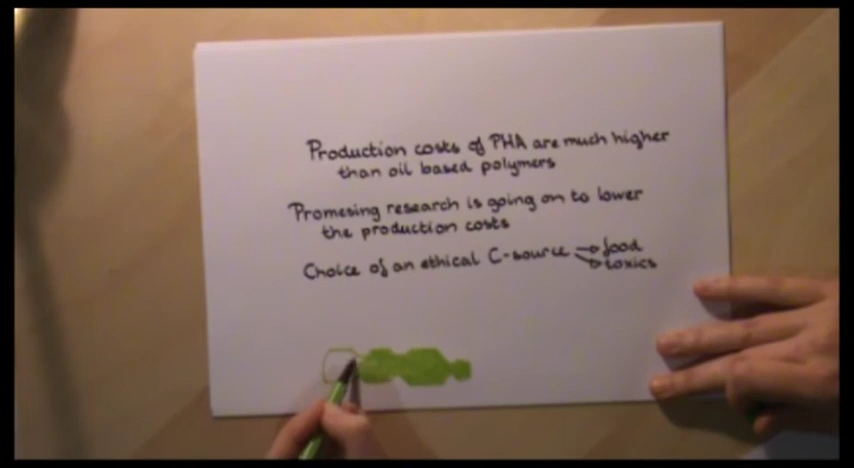 Production costs of PHA are much higher
than oil based polymers
Promesing research is going on to lower
the production costs
Choice of an ethical C-source → food
→ toxics